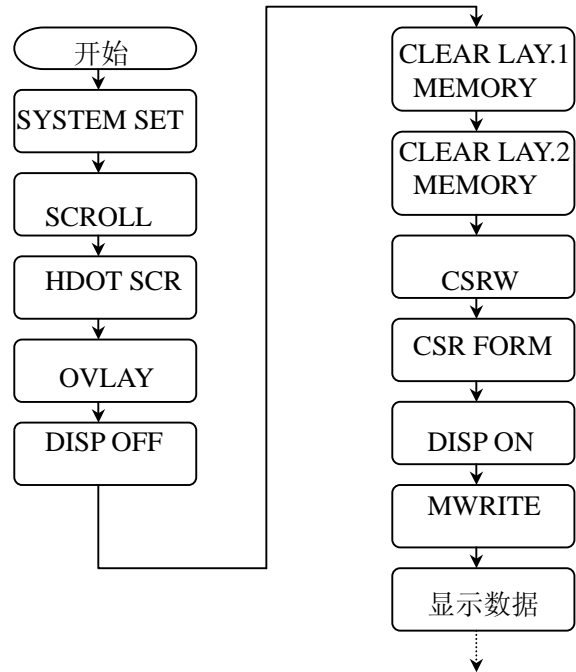 开始
SYSTEM SET
SCROLL
HDOT SCR
OVLAY
DISP OFF
CLEAR LAY.1
MEMORY
CLEAR LAY.2
MEMORY
CSRW
CSR FORM
DISP ON
MWRITE
显示数据